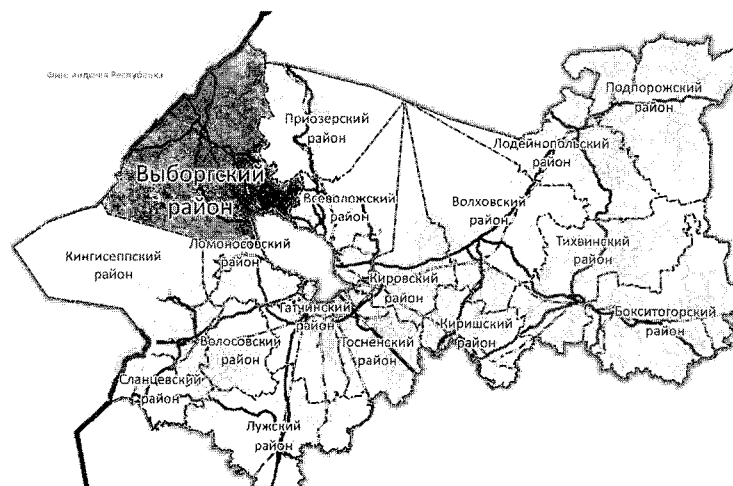 Подпорожский
район
Приозерский
район
Лодейнопольский
район
Выборгский
район
Всеволожский
район
Волховский
район
Ломоносовский
район
Тихвинский
район
Кингисеппский
район
Кировский
район
Гатчинский
район
Бокситогорский
район
Киришский
район
Волосовский
район
Тосненский
район
Сланцевский
район
Лужский
район